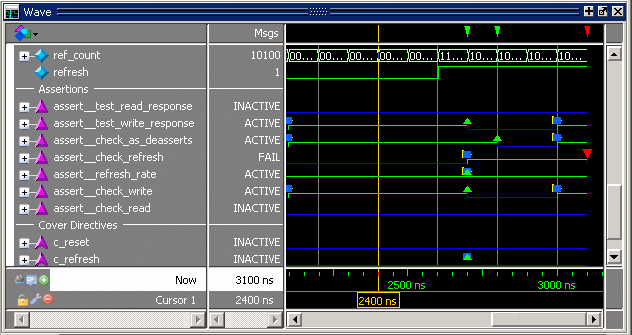 Wave
Msgs
ref_count 10100 00... 00... 00... 00... 00... 11... 10... 10... 10... 10...
refresh 1
Assertions
assert__test_read_response INACTIVE
assert__test_write_response ACTIVE
assert__check_as_deasserts ACTIVE
assert__check_refresh FAIL
assert__refresh_rate ACTIVE
assert__check_write ACTIVE
assert__check_read INACTIVE
Cover Directives
c_reset INACTIVE
c_refresh INACTIVE
Now 3100 ns 2500 ns 3000 ns
Cursor 1 2400 ns 2400 ns